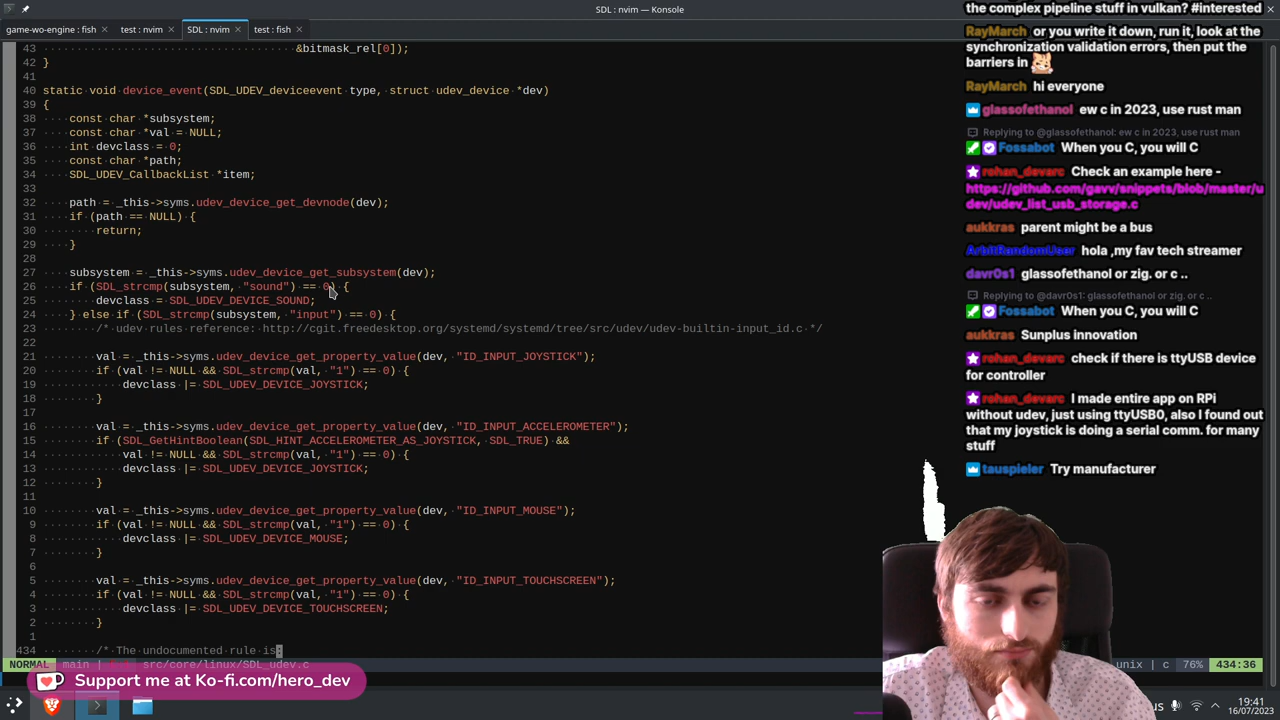 SDL : nvim — Konsole
game-wo-engine : fish
test : nvim
SDL : nvim
test : fish
43 &bitmask_rel[0]);
42 }
41
40 static void device_event(SDL_UDEV_deviceevent type, struct udev_device *dev)
39 {
38 const char *subsystem;
37 const char *val = NULL;
36 int devclass = 0;
35 const char *path;
34 SDL_UDEV_CallbackList *item;
33
32 path = _this->syms.udev_device_get_devnode(dev);
31 if (path == NULL) {
30 return;
29 }
28
27 subsystem = _this->syms.udev_device_get_subsystem(dev);
26 if (SDL_strcmp(subsystem, "sound") == 0) {
25 devclass = SDL_UDEV_DEVICE_SOUND;
24 } else if (SDL_strcmp(subsystem, "input") == 0) {
23 /* udev rules reference: http://cgit.freedesktop.org/systemd/systemd/tree/src/udev/udev-builtin-input_id.c */
22
21 val = _this->syms.udev_device_get_property_value(dev, "ID_INPUT_JOYSTICK");
20 if (val != NULL && SDL_strcmp(val, "1") == 0) {
19 devclass |= SDL_UDEV_DEVICE_JOYSTICK;
18 }
17
16 val = _this->syms.udev_device_get_property_value(dev, "ID_INPUT_ACCELEROMETER");
15 if (SDL_GetHintBoolean(SDL_HINT_ACCELEROMETER_AS_JOYSTICK, SDL_TRUE) &&
14 val != NULL && SDL_strcmp(val, "1") == 0) {
13 devclass |= SDL_UDEV_DEVICE_JOYSTICK;
12 }
11
10 val = _this->syms.udev_device_get_property_value(dev, "ID_INPUT_MOUSE");
9 if (val != NULL && SDL_strcmp(val, "1") == 0) {
8 devclass |= SDL_UDEV_DEVICE_MOUSE;
7 }
6
5 val = _this->syms.udev_device_get_property_value(dev, "ID_INPUT_TOUCHSCREEN");
4 if (val != NULL && SDL_strcmp(val, "1") == 0) {
3 devclass |= SDL_UDEV_DEVICE_TOUCHSCREEN;
2 }
1
434 /* The undocumented rule is:
NORMAL main | src/core/linux/SDL_udev.c unix | c 76% 434:36
Support me at Ko-fi.com/hero_dev
us
19:41
16/07/2023
the complex pipeline stuff in vulkan? #interested
RayMarch or you write it down, run it, look at the
synchronization validation errors, then put the
barriers in
RayMarch hi everyone
glassofethanol ew c in 2023, use rust man
Replying to @glassofethanol: ew c in 2023, use rust man
Fossabot When you C, you will C
rohan_devarc Check an example here -
https://github.com/gavv/snippets/blob/master/u
dev/udev_list_usb_storage.c
aukkras parent might be a bus
ArbitRandomUser hola ,my fav tech streamer
davr0s1 glassofethanol or zig. or c ..
Replying to @davr0s1: glassofethanol or zig. or c ..
Fossabot When you C, you will C
aukkras Sunplus innovation
rohan_devarc check if there is ttyUSB device
for controller
rohan_devarc I made entire app on RPi
without udev, just using ttyUSB0, also I found out
that my joystick is doing a serial comm. for many
stuff
tauspieler Try manufacturer